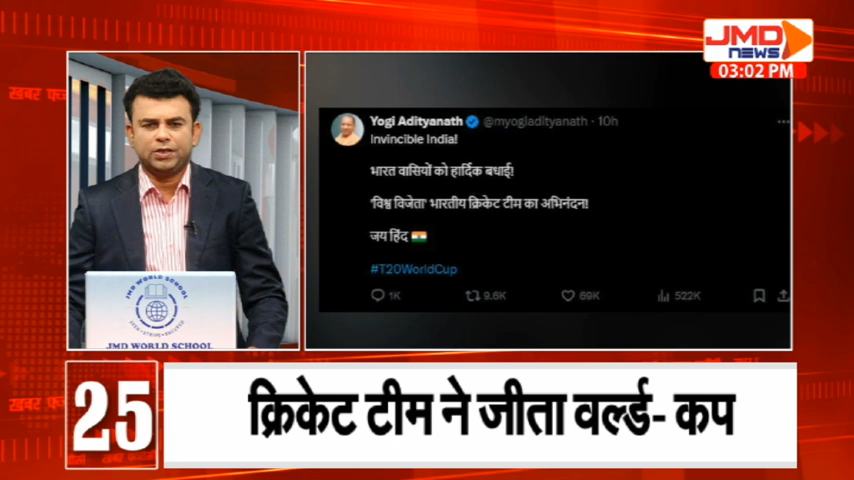 JMD
NEWS
03:02 PM
Yogi Adityanath @myogiadityanath · 10h
Invincible India!
भारत वासियों को हार्दिक बधाई!
'विश्व विजेता' भारतीय क्रिकेट टीम का अभिनंदन!
जय हिंद
#T20WorldCup
1K 9.6K 69K 522K
JMD WORLD SCHOOL
JMD WORLD SCHOOL
25
क्रिकेट टीम ने जीता वर्ल्ड- कप